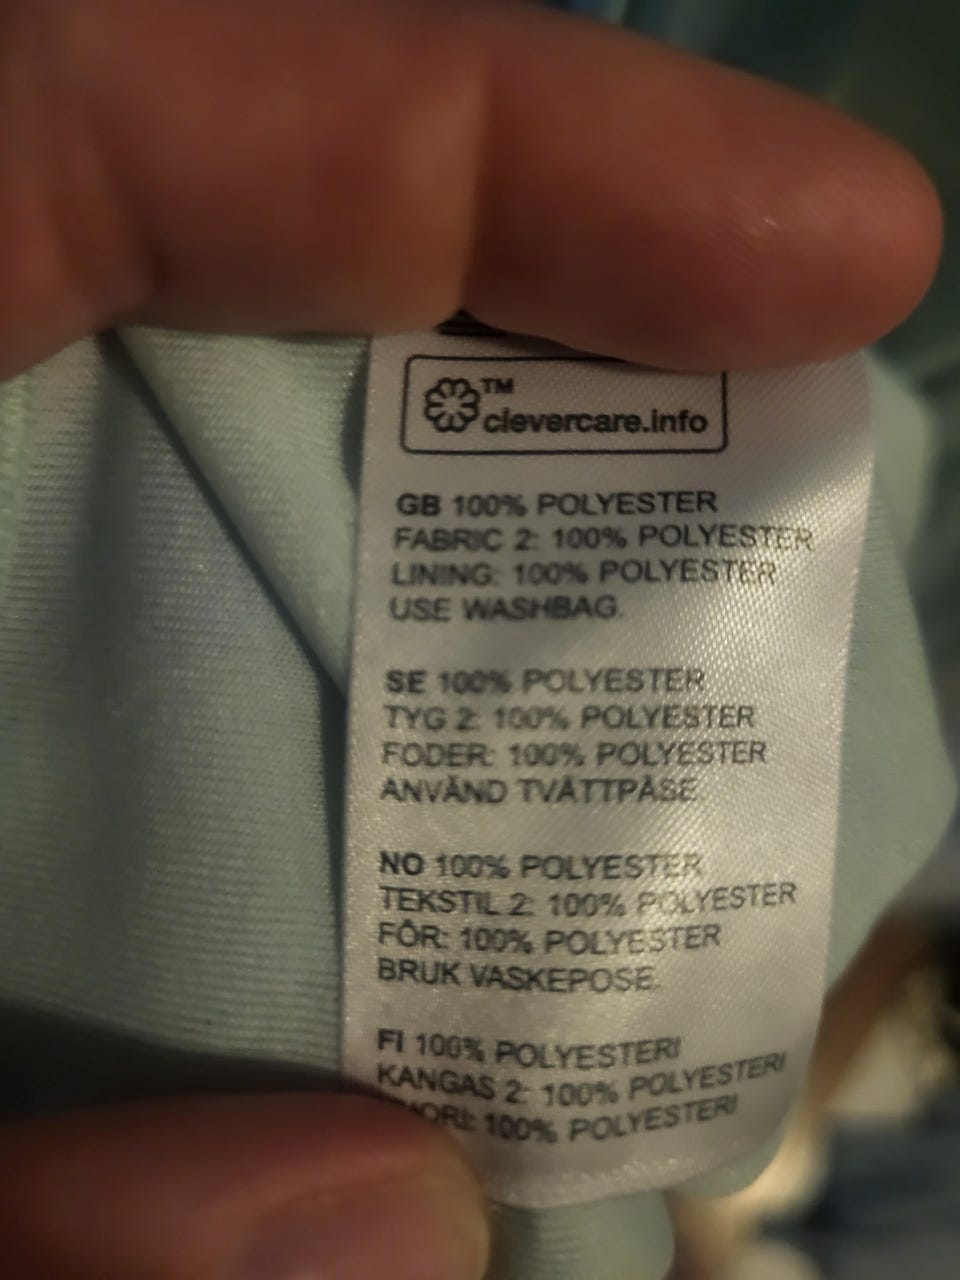 TM
clevercare.info
GB 100% POLYESTER
FABRIC 2: 100% POLYESTER
LINING: 100% POLYESTER
USE WASHBAG.
SE 100% POLYESTER
TYG 2: 100% POLYESTER
FODER: 100% POLYESTER
ANVÄND TVÄTTPÅSE.
NO 100% POLYESTER
TEKSTIL 2: 100% POLYESTER
FÔR: 100% POLYESTER
BRUK VASKEPOSE.
FI 100% POLYESTERI
KANGAS 2: 100% POLYESTERI
100% POLYESTERI